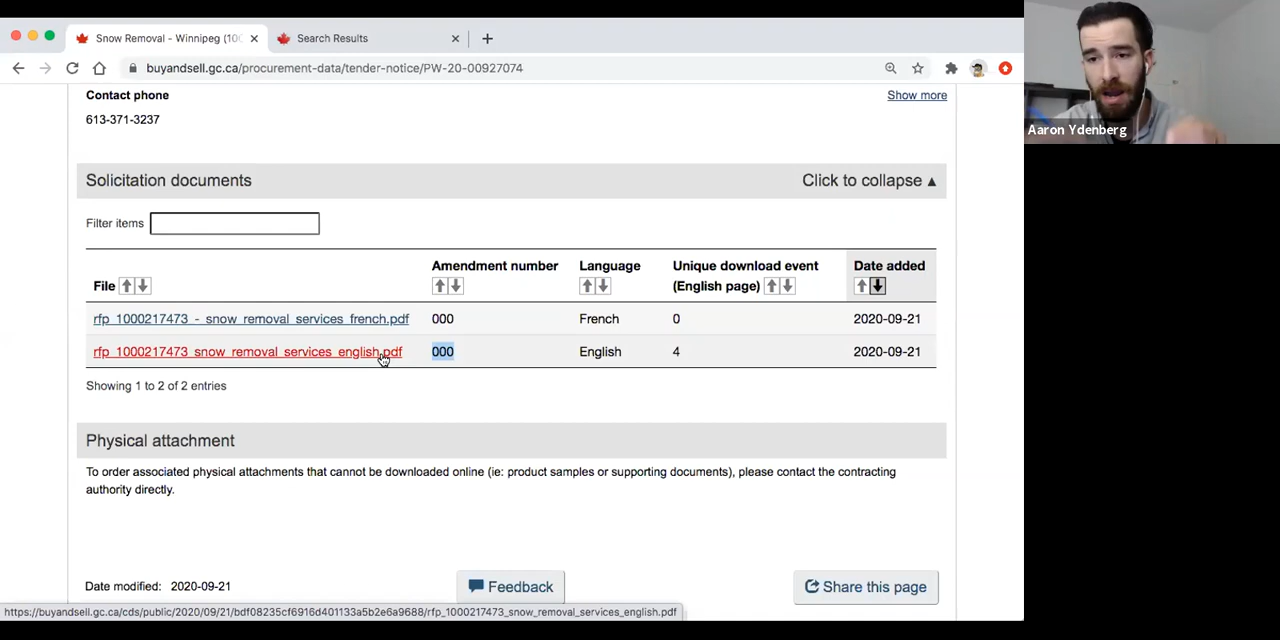 Snow Removal - Winnipeg (100
Search Results
buyandsell.gc.ca/procurement-data/tender-notice/PW-20-00927074
Aaron Ydenberg
Contact phone
Show more
613-371-3237
Solicitation documents
Click to collapse ▲
Filter items
File
Amendment number
Language
Unique download event
(English page)
Date added
rfp_1000217473_-_snow_removal_services_french.pdf 000 French 0 2020-09-21
rfp_1000217473_snow_removal_services_english.pdf 000 English 4 2020-09-21
Showing 1 to 2 of 2 entries
Physical attachment
To order associated physical attachments that cannot be downloaded online (ie: product samples or supporting documents), please contact the contracting
authority directly.
Date modified: 2020-09-21
Feedback
Share this page
https://buyandsell.gc.ca/cds/public/2020/09/21/bdf08235cf6916d401133a5b2e6a9688/rfp_1000217473_snow_removal_services_english.pdf